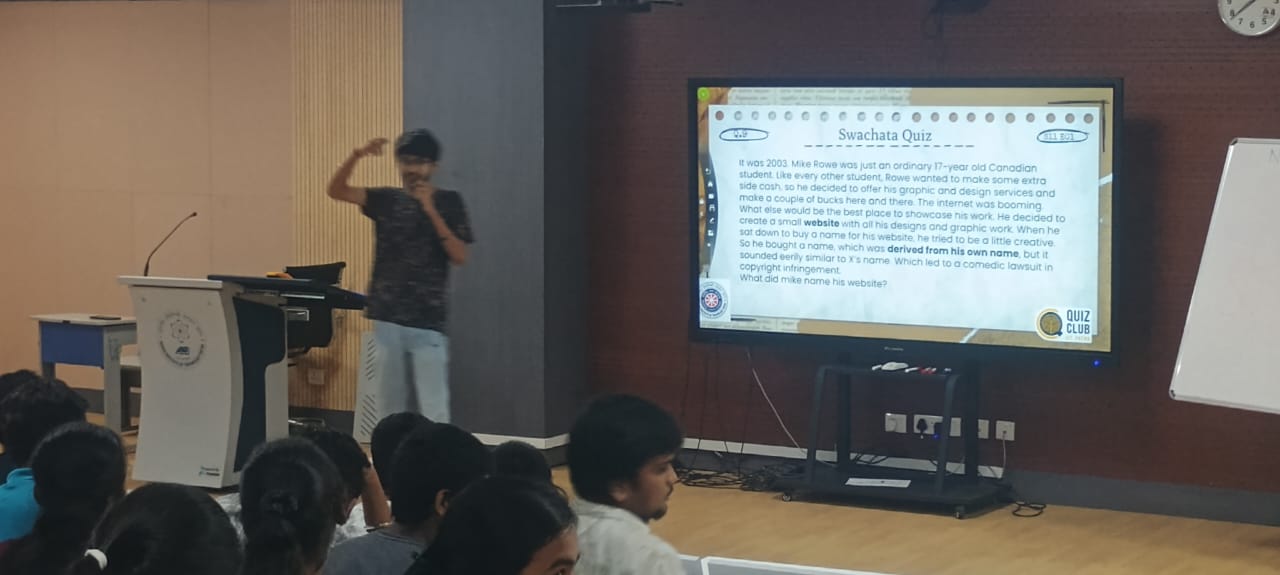 Q.9
Swachata Quiz
It was 2003. Mike Rowe was just an ordinary 17-year old Canadian
student. Like every other student, Rowe wanted to make some extra
side cash, so he decided to offer his graphic and design services and
make a couple of bucks here and there. The internet was booming.
What else would be the best place to showcase his work. He decided to
create a small website with all his designs and graphic work. When he
sat down to buy a name for his website, he tried to be a little creative.
So he bought a name, which was derived from his own name, but it
sounded eerily similar to X's name. Which led to a comedic lawsuit in
copyright infringement.
What did mike name his website?
QUIZ
CLUB